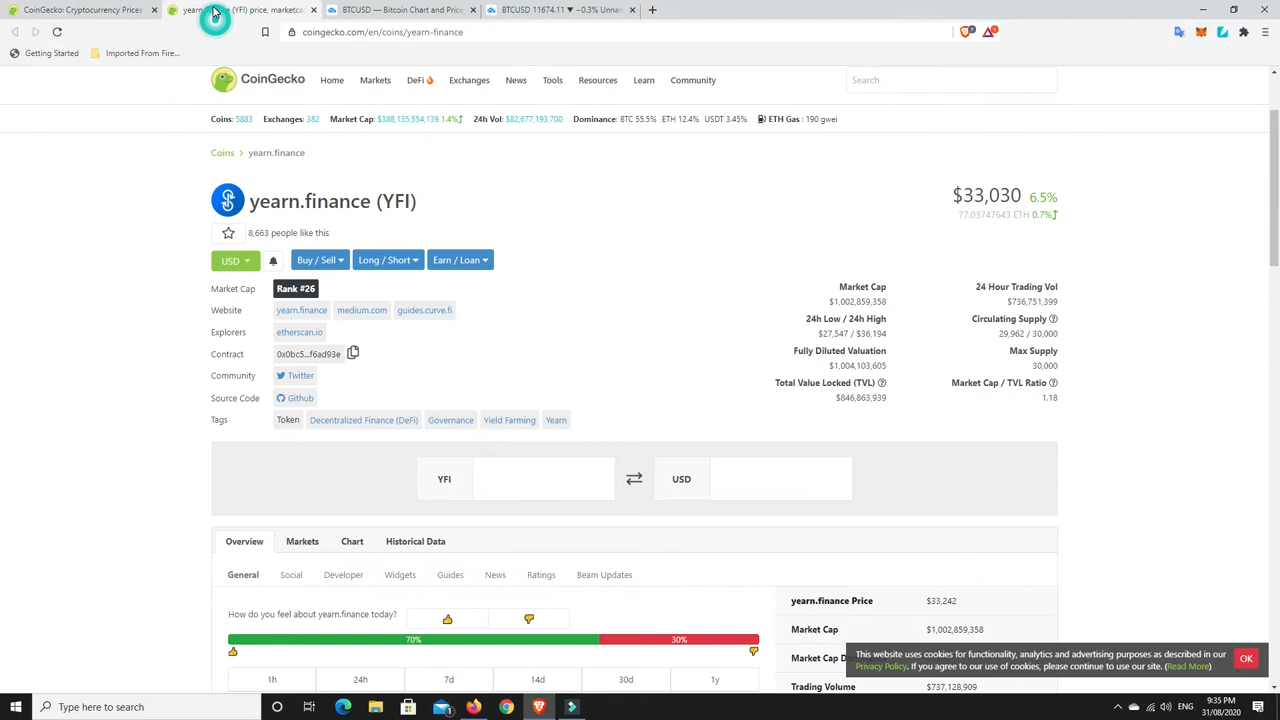 CoinGecko: Cryptocurrency Prices
yearn.finance (YFI) price, marketca
BTCUSD — Bitcoin Chart and Price
BTCUSD 11674.11 ▼ −0.3% Unnam
coingecko.com/en/coins/yearn-finance
Getting Started
Imported From Fire...
CoinGecko
Home
Markets
DeFi
Exchanges
News
Tools
Resources
Learn
Community
Search
Coins: 5883 Exchanges: 382 Market Cap: $388,135,554,139 1.4% 24h Vol: $82,677,193,700 Dominance: BTC 55.5% ETH 12.4% USDT 3.45% ETH Gas : 190 gwei
Coins > yearn.finance
yearn.finance (YFI)
$33,030 6.5%
77.03747643 ETH 0.7%
8,663 people like this
USD
Buy / Sell
Long / Short
Earn / Loan
Market Cap Rank #26
Website yearn.finance medium.com guides.curve.fi
Explorers etherscan.io
Contract 0x0bc5...f6ad93e
Community Twitter
Source Code Github
Tags Token Decentralized Finance (DeFi) Governance Yield Farming Yearn
Market Cap
$1,002,859,358
24 Hour Trading Vol
$736,751,399
24h Low / 24h High
$27,547 / $36,194
Circulating Supply
29,962 / 30,000
Fully Diluted Valuation
$1,004,103,605
Max Supply
30,000
Total Value Locked (TVL)
$846,863,939
Market Cap / TVL Ratio
1.18
YFI
USD
Overview
Markets
Chart
Historical Data
General
Social
Developer
Widgets
Guides
News
Ratings
Beam Updates
How do you feel about yearn.finance today?
70%
30%
1h
24h
7d
14d
30d
1y
yearn.finance Price $33,242
Market Cap $1,002,859,358
Market Cap D
Trading Volume $737,128,909
This website uses cookies for functionality, analytics and advertising purposes as described in our
Privacy Policy. If you agree to our use of cookies, please continue to use our site. (Read More)
OK
Type here to search
ENG
9:35 PM
31/08/2020